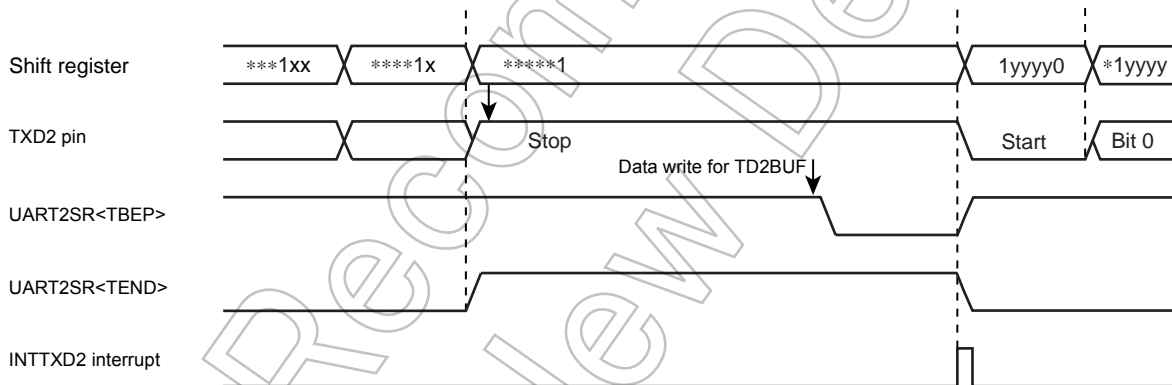 Shift register ***1xx ****1x *****1 1yyyy0 *1yyyy
TXD2 pin Stop Start Bit 0
Data write for TD2BUF
UART2SR<TBEP>
UART2SR<TEND>
INTTXD2 interrupt